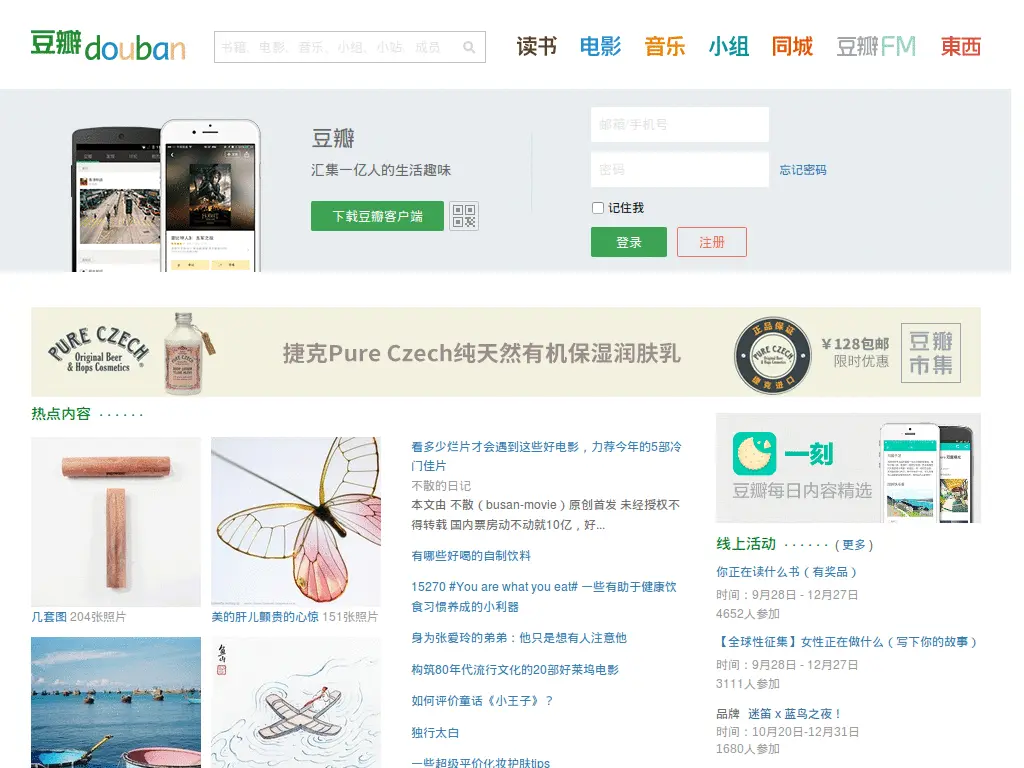 豆瓣douban
书籍、电影、音乐、小组、小站、成员
读书 电影 音乐 小组 同城 豆瓣FM 東西
豆瓣
汇集一亿人的生活趣味
下载豆瓣客户端
邮箱/手机号
密码
忘记密码
记住我
登录
注册
PURE CZECH
Original Beer
& Hops Cosmetics
捷克Pure Czech纯天然有机保湿润肤乳
正品保证
PURE CZECH
捷克进口
￥128包邮
限时优惠
豆瓣
市集
热点内容 · · · · · ·
几套图 204张照片
美的肝儿颤贵的心惊 151张照片
看多少烂片才会遇到这些好电影，力荐今年的5部冷
门佳片
不散的日记
本文由 不散（busan-movie）原创首发 未经授权不
得转载 国内票房动不动就10亿，好...
有哪些好喝的自制饮料
15270 #You are what you eat# 一些有助于健康饮
食习惯养成的小利器
身为张爱玲的弟弟：他只是想有人注意他
构筑80年代流行文化的20部好莱坞电影
如何评价童话《小王子》？
独行太白
一些超级平价化妆护肤tips
一刻
豆瓣每日内容精选
线上活动 · · · · · · ( 更多 )
你正在读什么书（有奖品）
时间：9月28日 - 12月27日
4652人参加
【全球性征集】女性正在做什么（写下你的故事）
时间：9月28日 - 12月27日
3111人参加
品牌 迷笛 x 蓝鸟之夜！
时间：10月20日-12月31日
1680人参加